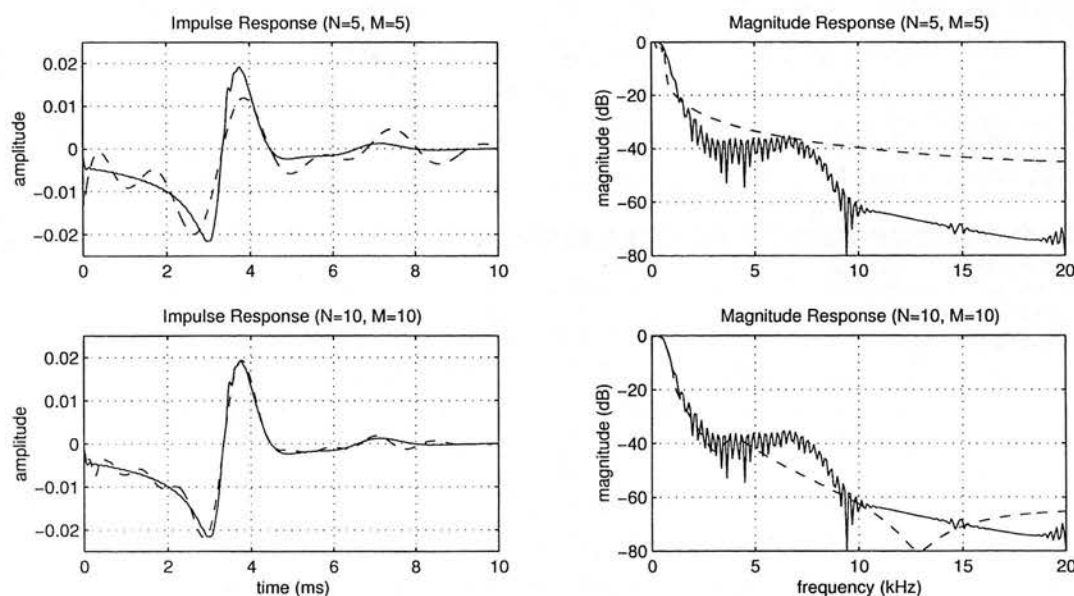 Impulse Response (N=5, M=5)
0.02
0.01
0
−0.01
−0.02
amplitude
0 2 4 6 8 10
Magnitude Response (N=5, M=5)
0
−20
−40
−60
−80
magnitude (dB)
0 5 10 15 20
Impulse Response (N=10, M=10)
0.02
0.01
0
−0.01
−0.02
amplitude
0 2 4 6 8 10
time (ms)
Magnitude Response (N=10, M=10)
0
−20
−40
−60
−80
magnitude (dB)
0 5 10 15 20
frequency (kHz)